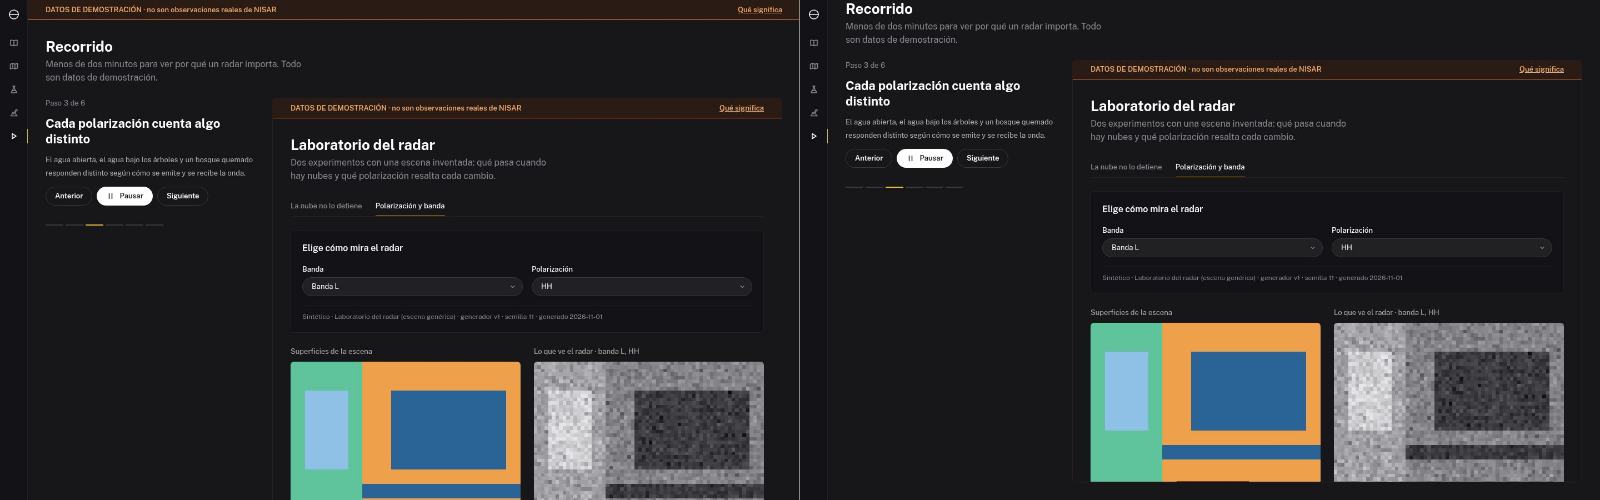 DATOS DE DEMOSTRACIÓN · no son observaciones reales de NISAR
Qué significa
Recorrido
Menos de dos minutos para ver por qué un radar importa. Todo
son datos de demostración.
Paso 3 de 6
Cada polarización cuenta algo
distinto
El agua abierta, el agua bajo los árboles y un bosque quemado
responden distinto según cómo se emite y se recibe la onda.
Anterior
Pausar
Siguiente
DATOS DE DEMOSTRACIÓN · no son observaciones reales de NISAR
Qué significa
Laboratorio del radar
Dos experimentos con una escena inventada: qué pasa cuando
hay nubes y qué polarización resalta cada cambio.
La nube no lo detiene
Polarización y banda
Elige cómo mira el radar
Banda
Polarización
Banda L
HH
Sintético · Laboratorio del radar (escena genérica) · generador v1 · semilla 11 · generado 2026-11-01
Superficies de la escena
Lo que ve el radar · banda L, HH
Recorrido
Menos de dos minutos para ver por qué un radar importa. Todo
son datos de demostración.
Paso 3 de 6
Cada polarización cuenta algo
distinto
El agua abierta, el agua bajo los árboles y un bosque quemado
responden distinto según cómo se emite y se recibe la onda.
Anterior
Pausar
Siguiente
DATOS DE DEMOSTRACIÓN · no son observaciones reales de NISAR
Qué significa
Laboratorio del radar
Dos experimentos con una escena inventada: qué pasa cuando
hay nubes y qué polarización resalta cada cambio.
La nube no lo detiene
Polarización y banda
Elige cómo mira el radar
Banda
Polarización
Banda L
HH
Sintético · Laboratorio del radar (escena genérica) · generador v1 · semilla 11 · generado 2026-11-01
Superficies de la escena
Lo que ve el radar · banda L, HH